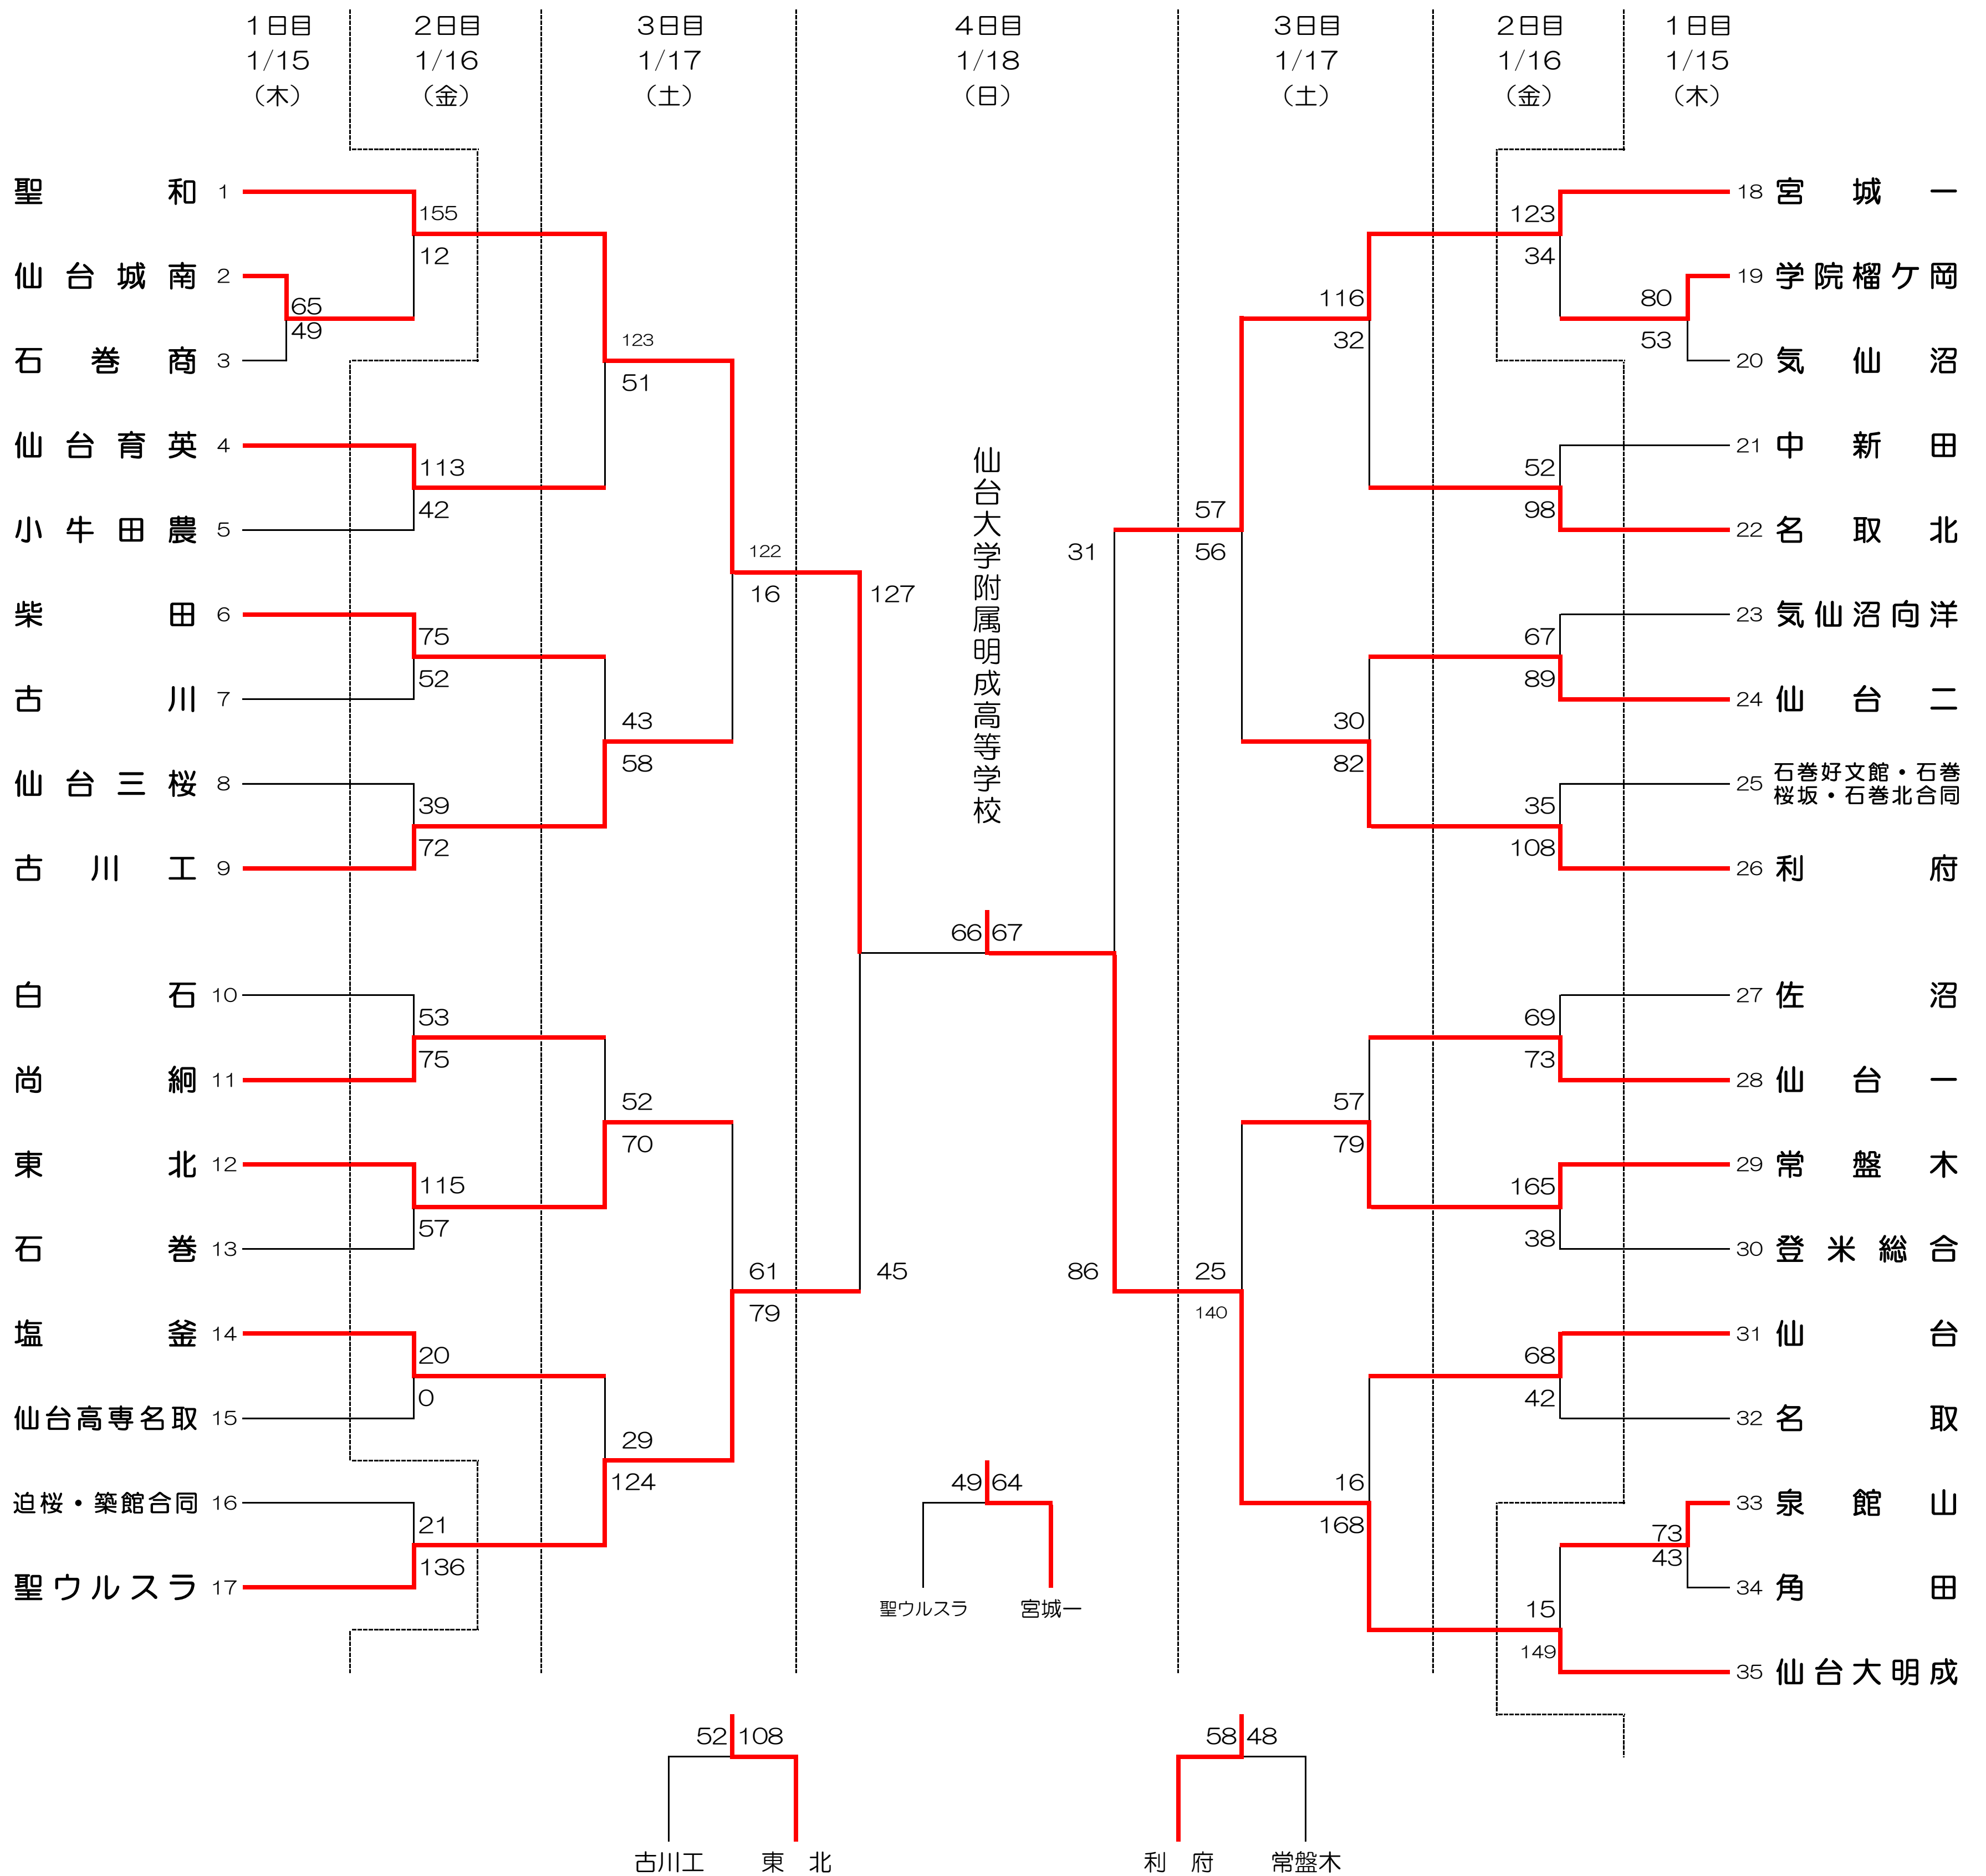 1日目 2日目 3日目 4日目 3日目 2日目 1日目
1/15 1/16 1/17 1/18 1/17 1/16 1/15
（木） （金） （土） （日） （土） （金） （木）
聖和 1
仙台城南 2
石巻商 3
仙台育英 4
小牛田農 5
柴田 6
古川 7
仙台三桜 8
古川工 9
白石 10
尚絅 11
東北 12
石巻 13
塩釜 14
仙台高専名取 15
迫桜・築館合同 16
聖ウルスラ 17
65
49
155
12
113
42
75
52
39
72
53
75
115
57
20
0
21
136
123
51
43
58
52
70
29
124
122
16
61
79
127
45
仙台大学附属明成高等学校
66 67
31
86
57
56
25
140
116
32
30
82
57
79
16
168
123
34
52
98
67
89
35
108
69
73
165
38
68
42
15
149
80
53
73
43
18 宮城一
19 学院榴ケ岡
20 気仙沼
21 中新田
22 名取北
23 気仙沼向洋
24 仙台二
25 石巻好文館・石巻
桜坂・石巻北合同
26 利府
27 佐沼
28 仙台一
29 常盤木
30 登米総合
31 仙台
32 名取
33 泉館山
34 角田
35 仙台大明成
49 64
聖ウルスラ 宮城一
52 108
古川工 東北
58 48
利府 常盤木